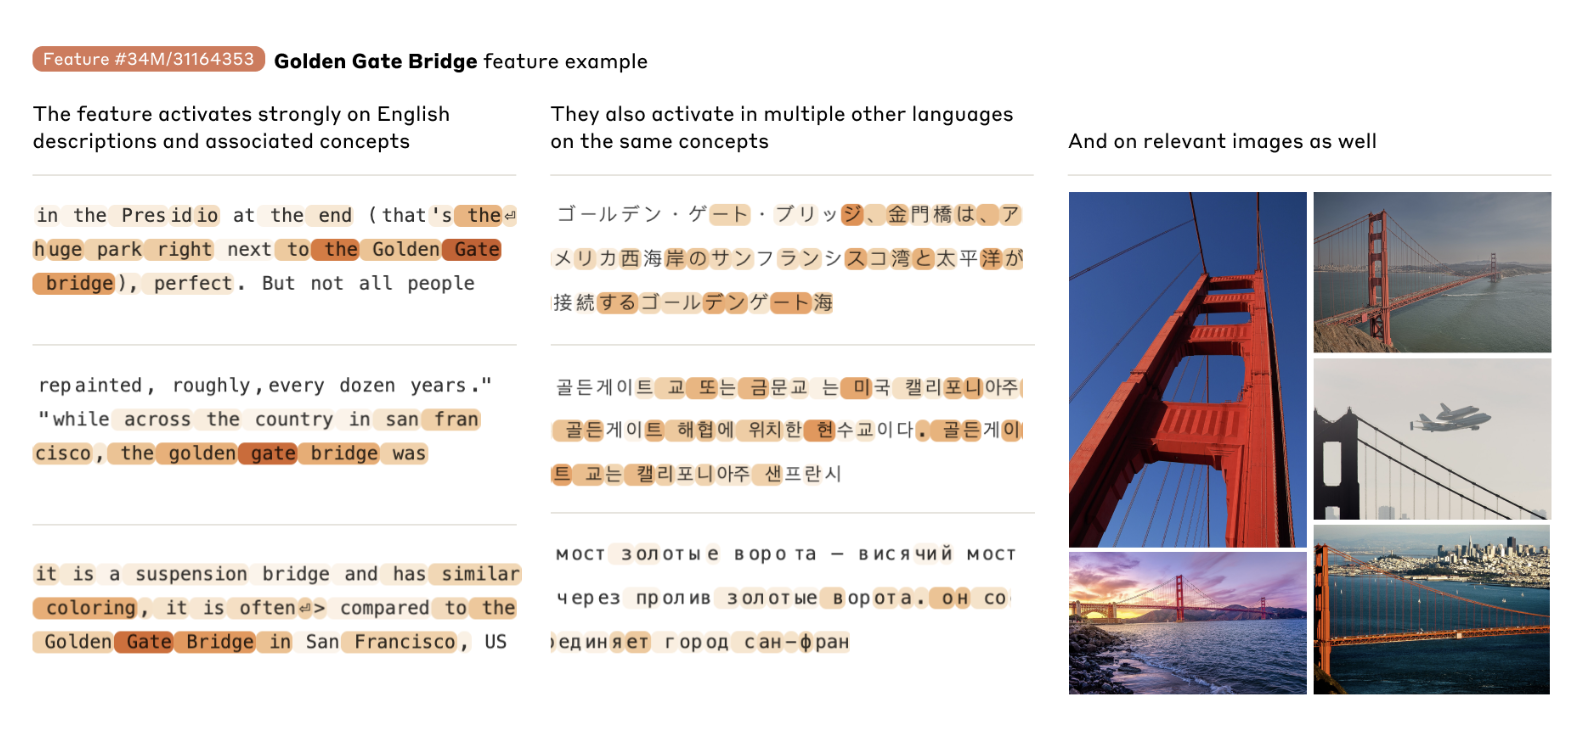 Feature #34M/31164353 Golden Gate Bridge feature example
The feature activates strongly on English
descriptions and associated concepts
in the Presidio at the end (that's the⏎
huge park right next to the Golden Gate
bridge), perfect. But not all people
repainted, roughly,every dozen years."
"while across the country in san fran
cisco, the golden gate bridge was
it is a suspension bridge and has similar
coloring, it is often⏎> compared to the
Golden Gate Bridge in San Francisco, US
They also activate in multiple other languages
on the same concepts
ゴールデン・ゲート・ブリッジ、金門橋は、ア
メリカ西海岸のサンフランシスコ湾と太平洋が
接続するゴールデンゲート海
골든게이트 교 또는 금문교 는 미국 캘리포니아주
골든게이트 해협에 위치한 현수교이다. 골든게이
트 교는 캘리포니아주 샌프란시
мост золотые ворота – висячий мост
через пролив золотые ворота. он со
единяет город сан-фран
And on relevant images as well